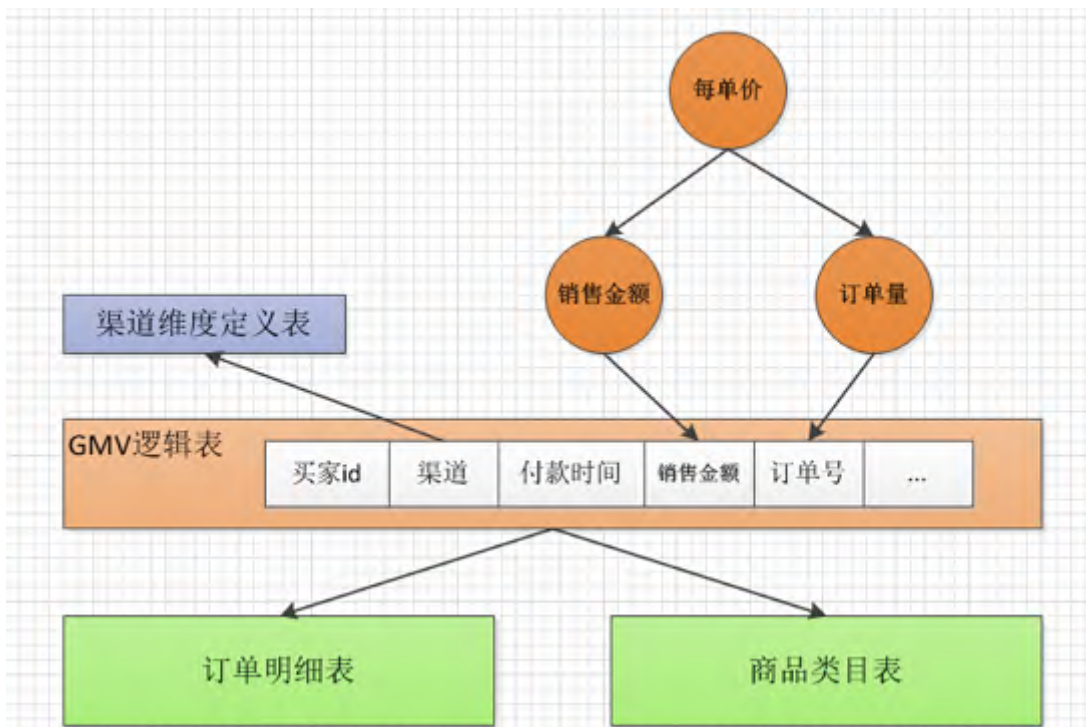 每单价
销售金额
订单量
渠道维度定义表
GMV逻辑表
买家id
渠道
付款时间
销售金额
订单号
...
订单明细表
商品类目表